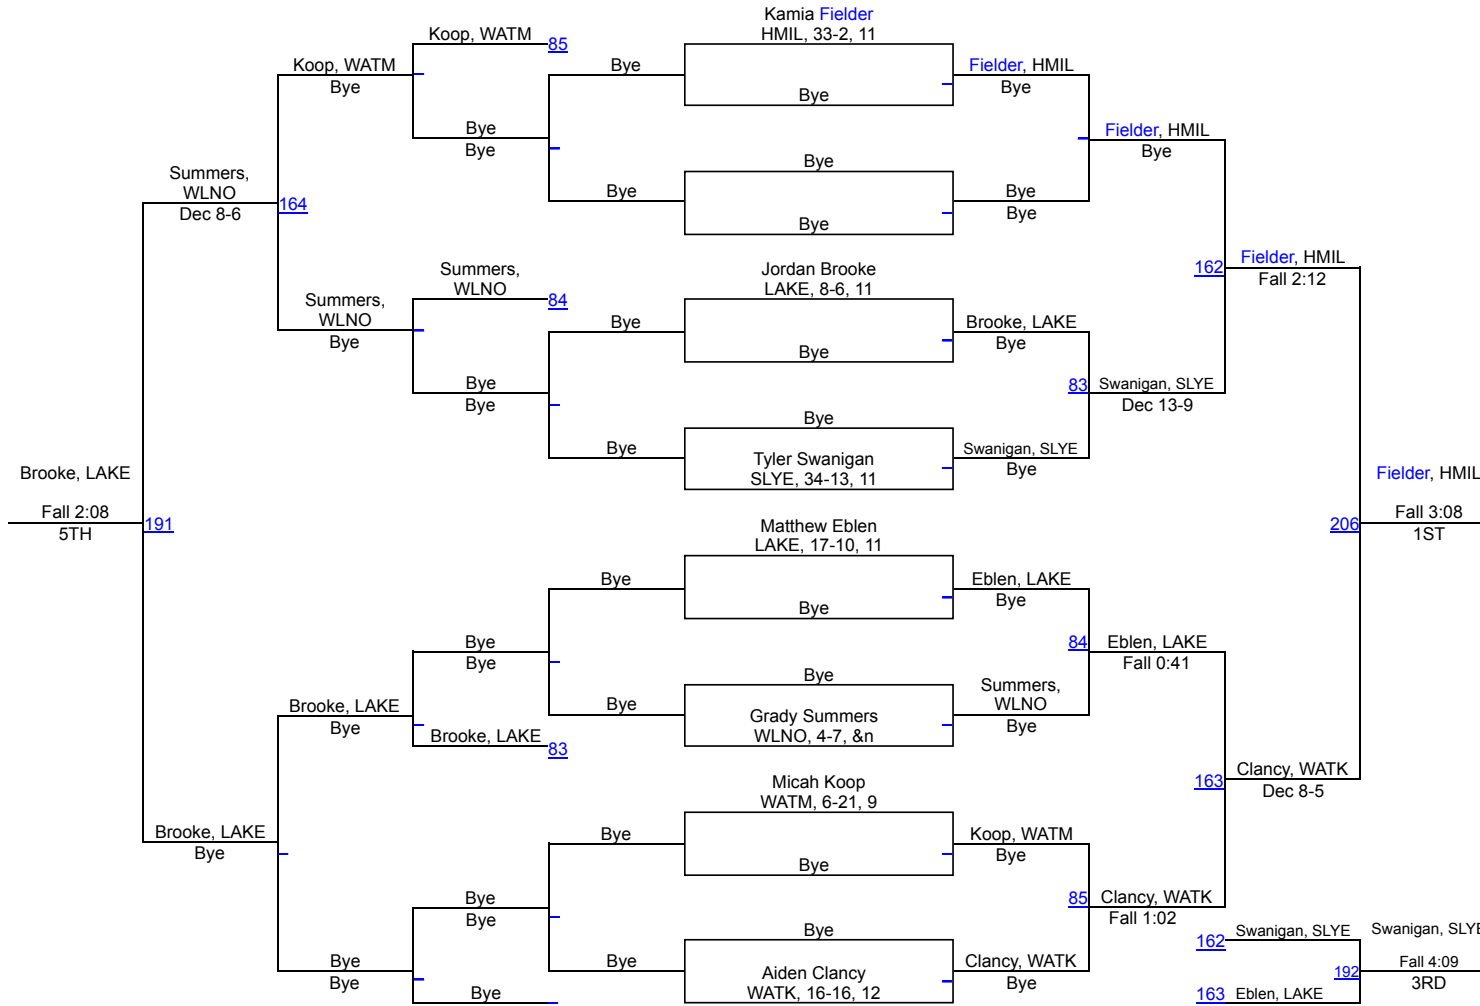 Kamia Fielder
HMIL, 33-2, 11
Koop, WATM
85
Koop, WATM
Bye
Bye
Bye
Fielder, HMIL
Bye
Bye
Bye
Fielder, HMIL
Bye
Bye
Bye
Bye
Bye
Bye
Bye
Summers,
WLNO
Dec 8-6
164
Jordan Brooke
LAKE, 8-6, 11
162
Fielder, HMIL
Fall 2:12
Summers,
WLNO
84
Summers,
WLNO
Bye
Bye
Bye
Brooke, LAKE
Bye
Bye
Bye
83
Swanigan, SLYE
Dec 13-9
Bye
Bye
Tyler Swanigan
SLYE, 34-13, 11
Swanigan, SLYE
Bye
Brooke, LAKE
Fall 2:08
5TH
191
Fielder, HMIL
206
Fall 3:08
1ST
Matthew Eblen
LAKE, 17-10, 11
Bye
Bye
Eblen, LAKE
Bye
Bye
Bye
84
Eblen, LAKE
Fall 0:41
Bye
Bye
Grady Summers
WLNO, 4-7, &n
Summers,
WLNO
Bye
Brooke, LAKE
Bye
Brooke, LAKE
83
Micah Koop
WATM, 6-21, 9
163
Clancy, WATK
Dec 8-5
Brooke, LAKE
Bye
Bye
Bye
Koop, WATM
Bye
Bye
Bye
85
Clancy, WATK
Fall 1:02
Bye
Bye
Bye
Bye
Aiden Clancy
WATK, 16-16, 12
Clancy, WATK
Bye
Bye
162
Swanigan, SLYE
163
Eblen, LAKE
192
Swanigan, SLYE
Fall 4:09
3RD